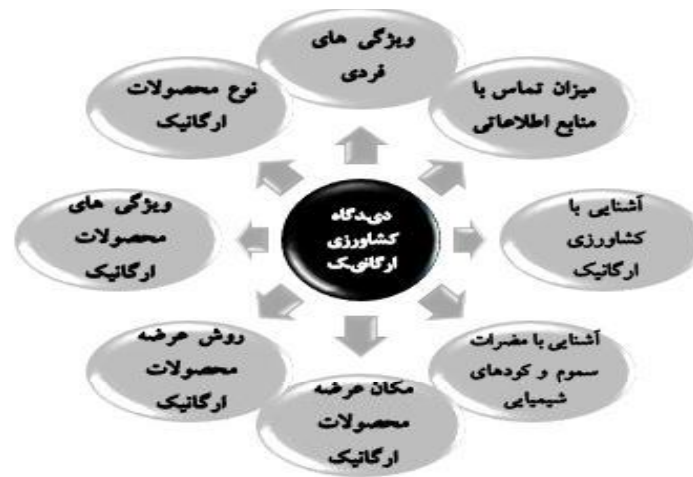 ویژگی های
فردی
میزان تماس با
منابع اطلاعاتی
آشنایی با
کشاورزی
ارگانیک
آشنایی با مضرات
سموم و کودهای
شیمیایی
مکان عرضه
محصولات
ارگانیک
روش عرضه
محصولات
ارگانیک
ویژگی های
محصولات
ارگانیک
نوع محصولات
ارگانیک
دیدگاه
کشاورزی
ارگانیک